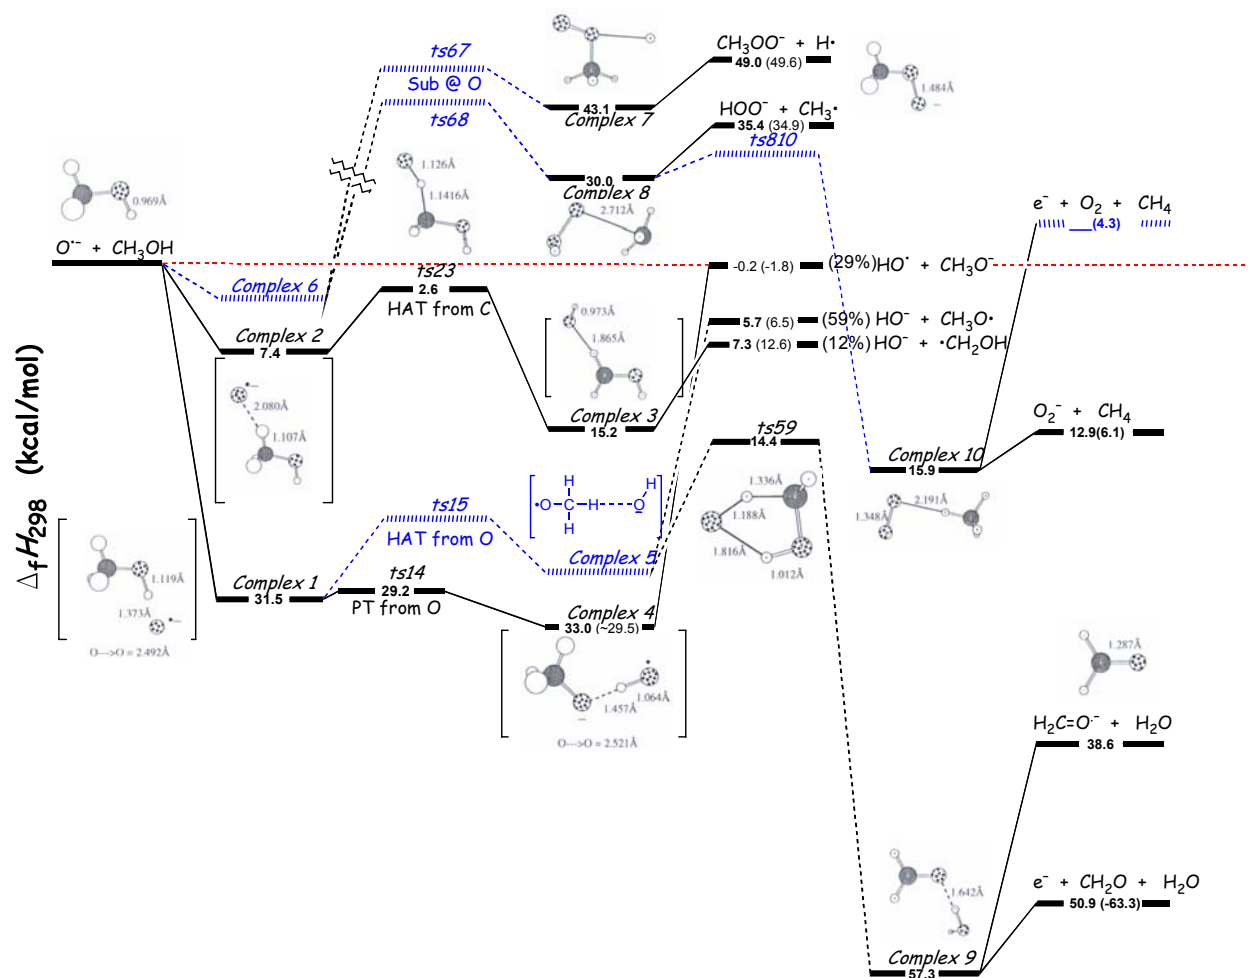 CH₃OO⁻ + H•
49.0 (49.6)
ts67
Sub @ O
ts68
43.1
Complex 7
HOO⁻ + CH₃•
35.4 (34.9)
1.484Å
–
ts810
30.0
Complex 8
2.712Å
0.969Å
1.126Å
1.1416Å
O•⁻ + CH₃OH
e⁻ + O₂ + CH₄
__(4.3)
Complex 6
ts23
2.6
HAT from C
-0.2 (-1.8)
(29%) HO• + CH₃O⁻
5.7 (6.5)
(59%) HO⁻ + CH₃O•
7.3 (12.6)
(12%) HO⁻ + •CH₂OH
Complex 2
7.4
0.973Å
1.865Å
•–
2.080Å
1.107Å
Complex 3
15.2
ts59
14.4
O₂⁻ + CH₄
12.9(6.1)
Complex 10
15.9
2.191Å
1.348Å
ΔfH298 (kcal/mol)
ts15
HAT from O
•O C H H H O H
–
1.336Å
1.188Å
1.816Å
1.012Å
Complex 5
Complex 1
31.5
ts14
29.2
PT from O
Complex 4
33.0 (~29.5)
1.119Å
1.373Å
•–
O--->O = 2.492Å
•
1.064Å
1.457Å
–
O--->O = 2.521Å
1.287Å
H₂C=O•⁻ + H₂O
38.6
1.642Å
e⁻ + CH₂O + H₂O
50.9 (-63.3)
Complex 9
57.3